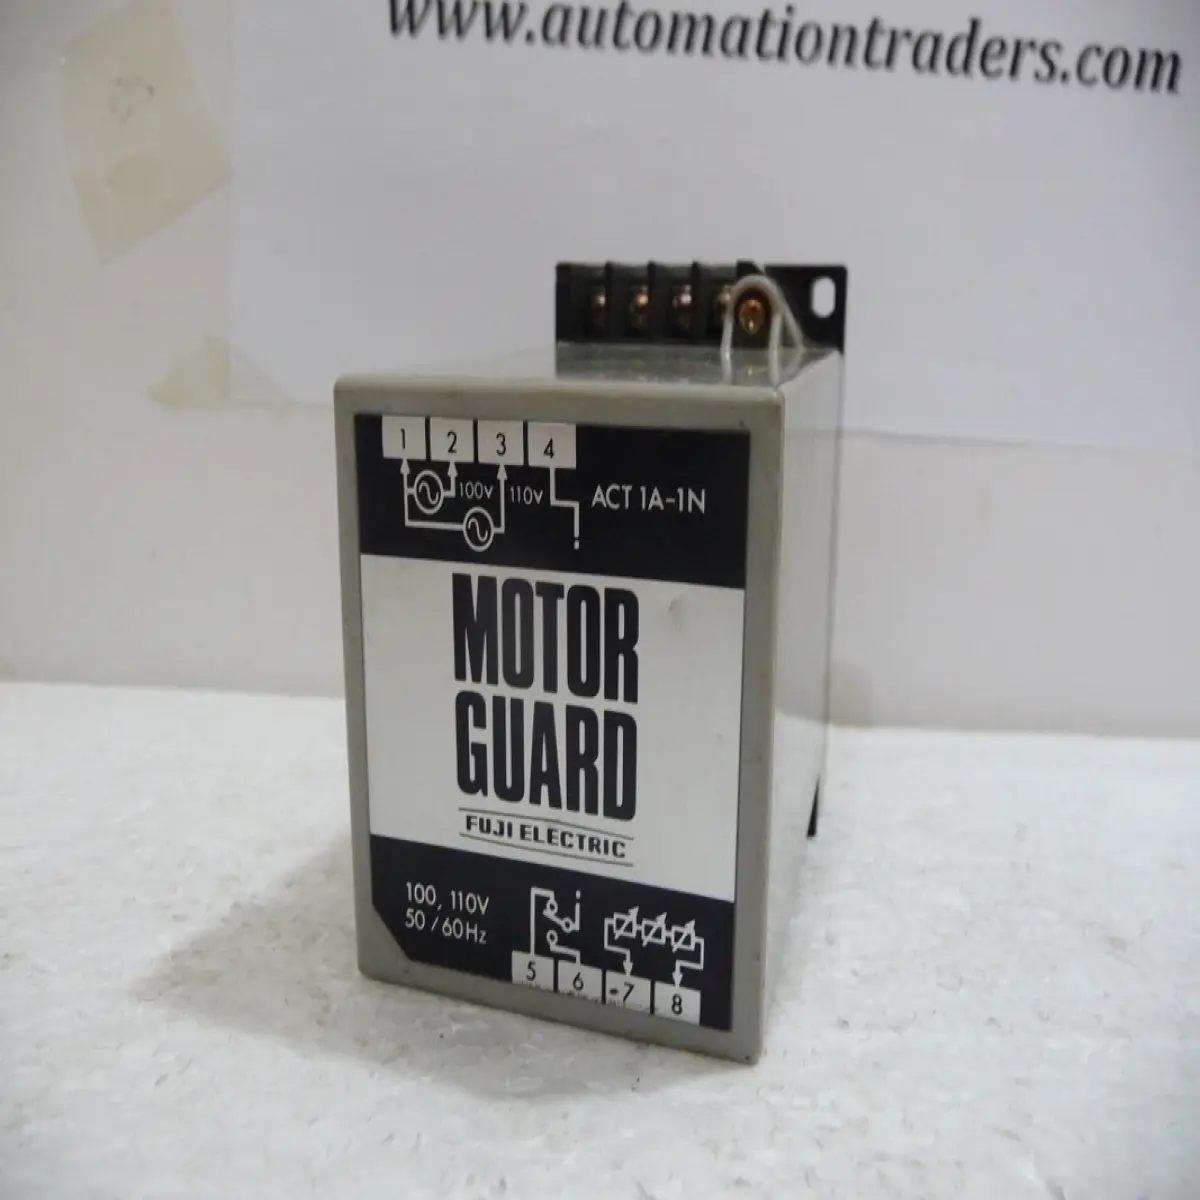 www.automationtraders.com
1 2 3 4
100V 110V ACT 1A-1N
MOTOR
GUARD
FUJI ELECTRIC
100, 110V
50/60Hz
5 6 7 8